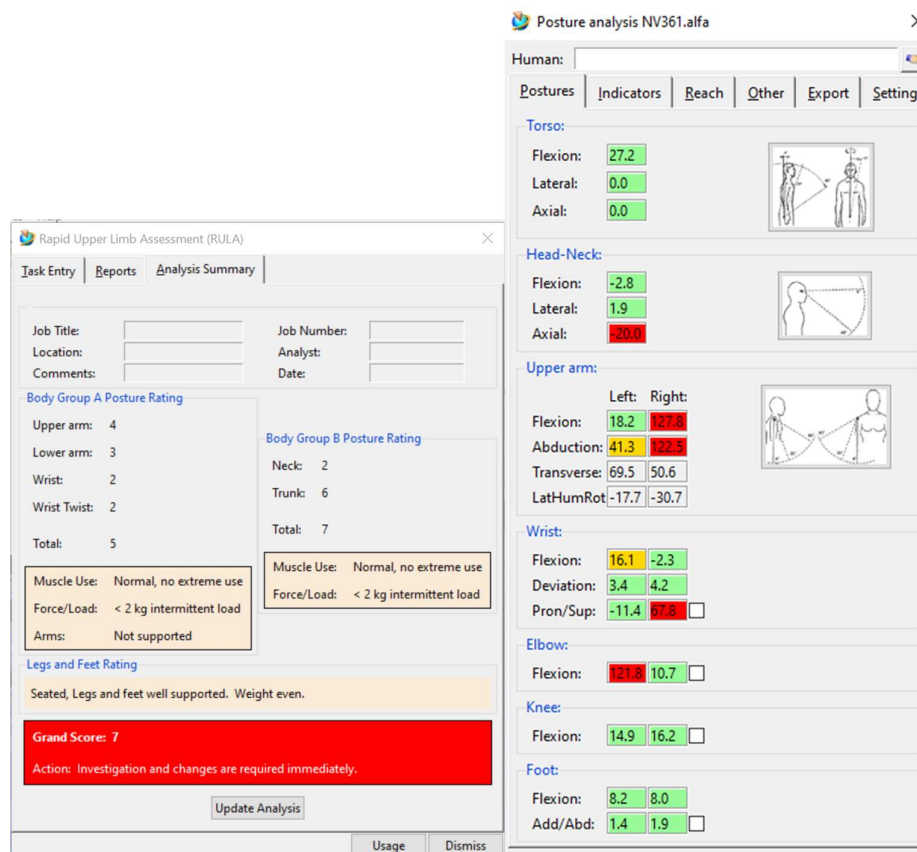 Posture analysis NV361.alfa
Human:
Postures Indicators Reach Other Export Setting
Torso:
Flexion: 27.2
Lateral: 0.0
Axial: 0.0
Head-Neck:
Flexion: -2.8
Lateral: 1.9
Axial: -20.0
Upper arm:
Left: Right:
Flexion: 18.2 127.8
Abduction: 41.3 122.5
Transverse: 69.5 50.6
LatHumRot -17.7 -30.7
Wrist:
Flexion: 16.1 -2.3
Deviation: 3.4 4.2
Pron/Sup: -11.4 67.8
Elbow:
Flexion: 121.8 10.7
Knee:
Flexion: 14.9 16.2
Foot:
Flexion: 8.2 8.0
Add/Abd: 1.4 1.9
Rapid Upper Limb Assessment (RULA)
Task Entry Reports Analysis Summary
Job Title: Job Number:
Location: Analyst:
Comments: Date:
Body Group A Posture Rating
Upper arm: 4
Lower arm: 3
Wrist: 2
Wrist Twist: 2
Total: 5
Muscle Use: Normal, no extreme use
Force/Load: < 2 kg intermittent load
Arms: Not supported
Body Group B Posture Rating
Neck: 2
Trunk: 6
Total: 7
Muscle Use: Normal, no extreme use
Force/Load: < 2 kg intermittent load
Legs and Feet Rating
Seated, Legs and feet well supported. Weight even.
Grand Score: 7
Action: Investigation and changes are required immediately.
Update Analysis
Usage Dismiss